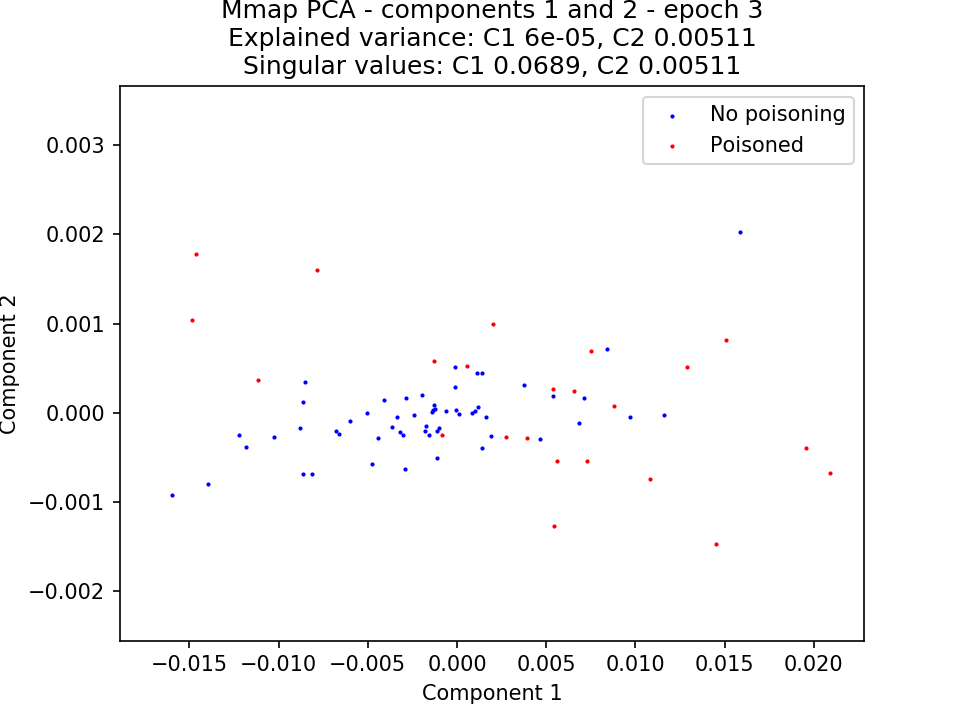 Mmap PCA - components 1 and 2 - epoch 3
Explained variance: C1 6e-05, C2 0.00511
Singular values: C1 0.0689, C2 0.00511
No poisoning
Poisoned
0.003
0.002
0.001
0.000
−0.001
−0.002
Component 2
−0.015 −0.010 −0.005 0.000 0.005 0.010 0.015 0.020
Component 1